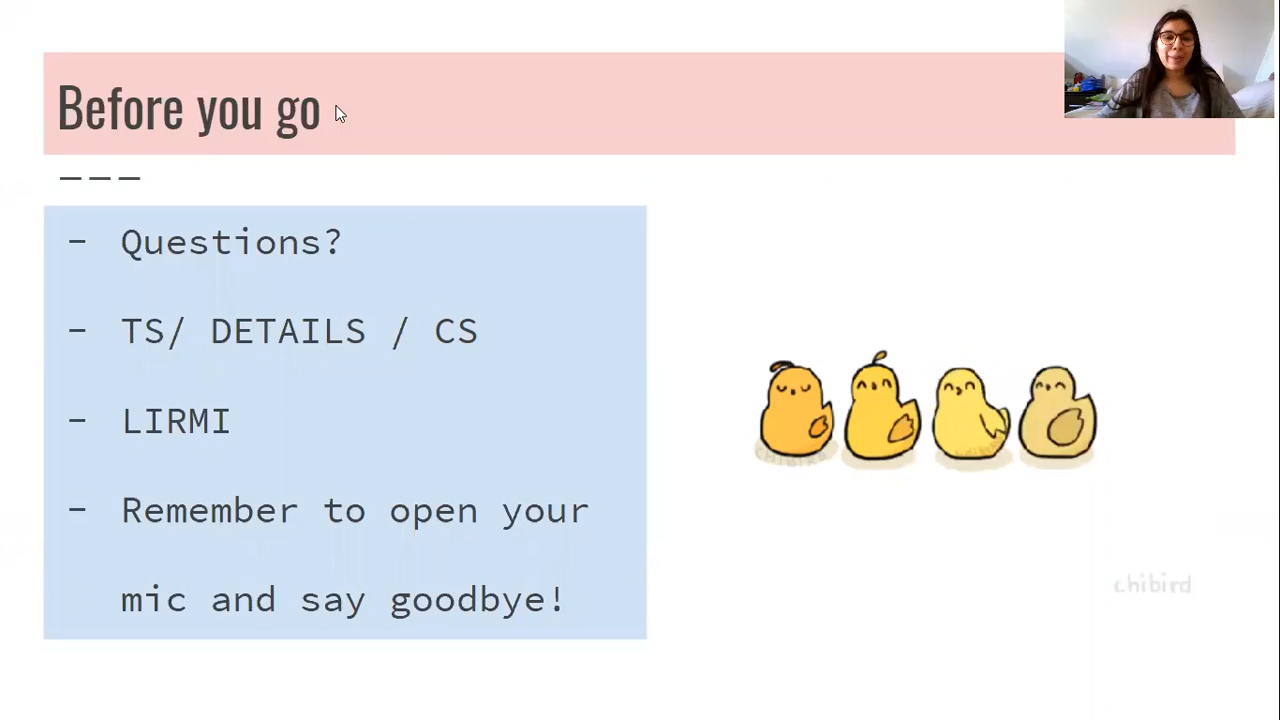 Before you go
---
- Questions?
- TS/ DETAILS / CS
- LIRMI
- Remember to open your
mic and say goodbye!
chibird